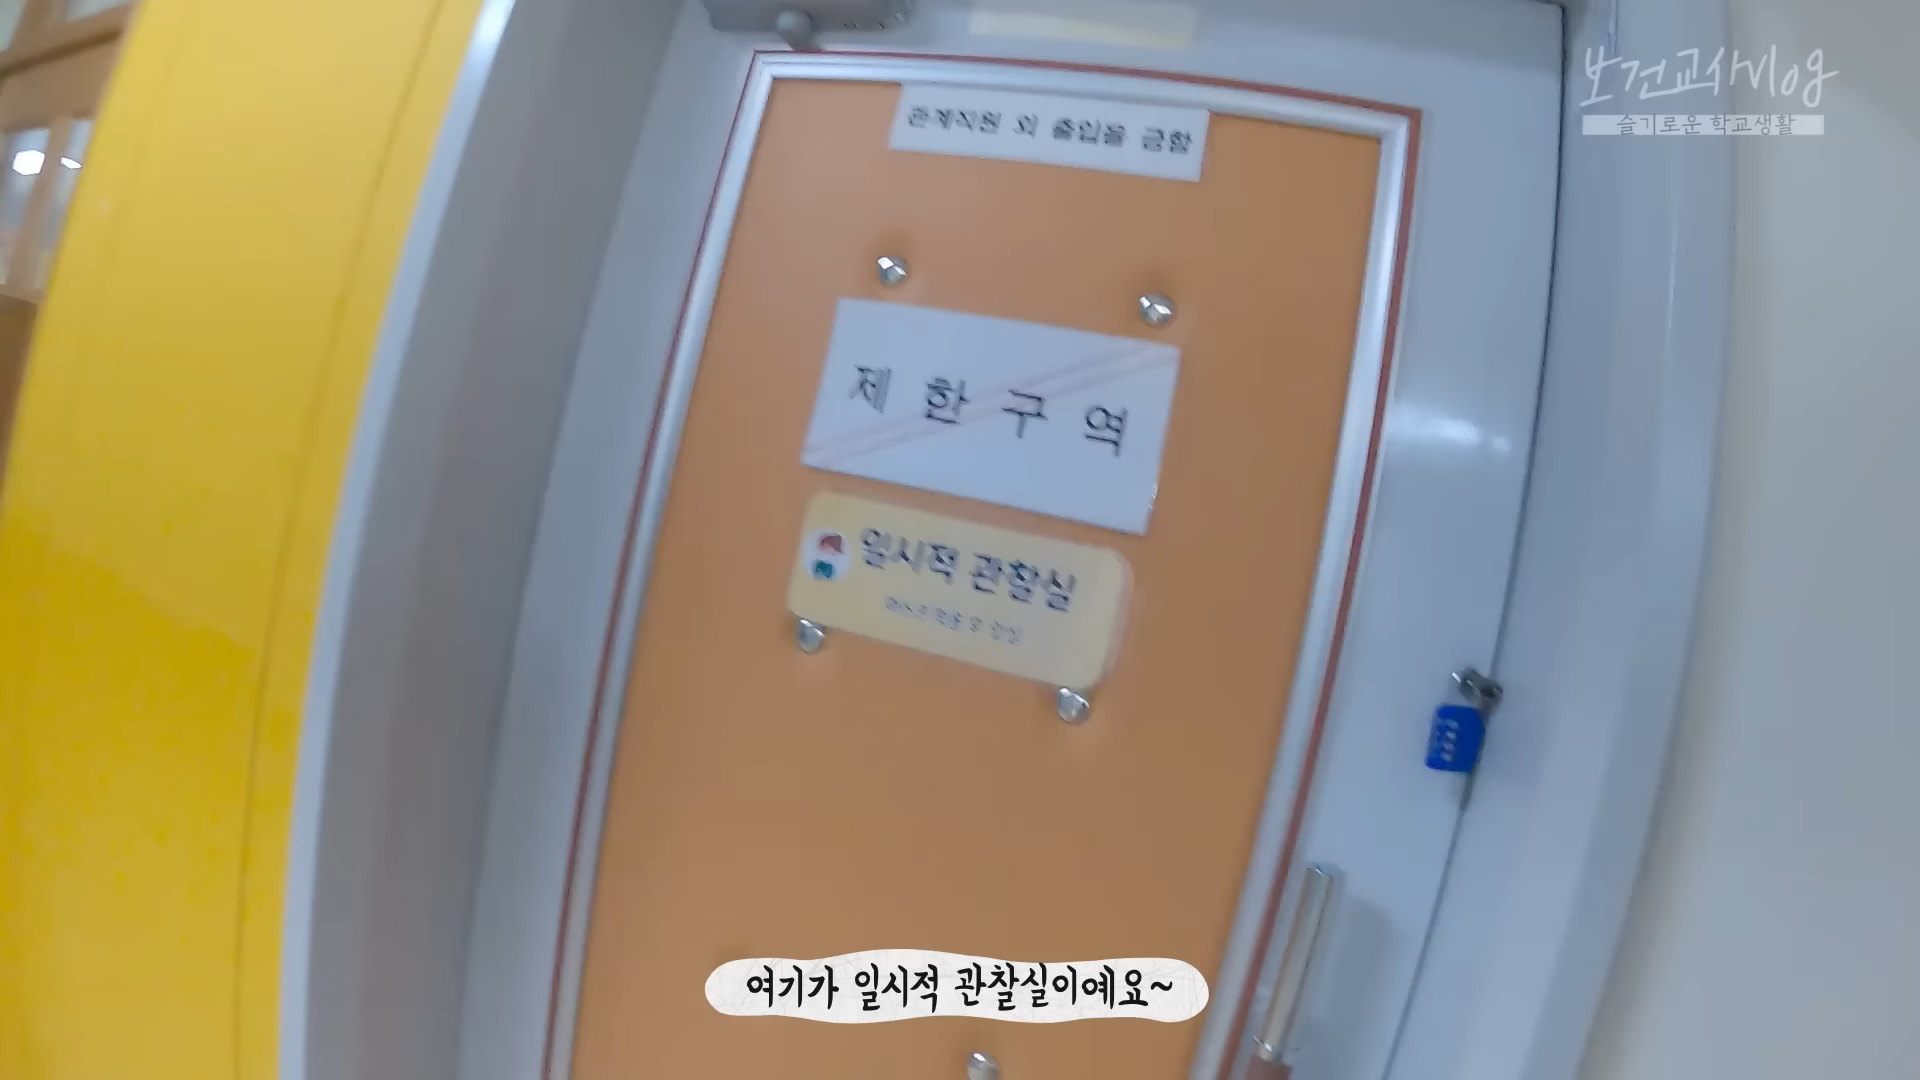 보건교사vlog
슬기로운 학교생활
관계직원 외 출입을 금함
제한구역
일시적 관찰실
여기가 일시적 관찰실이예요~